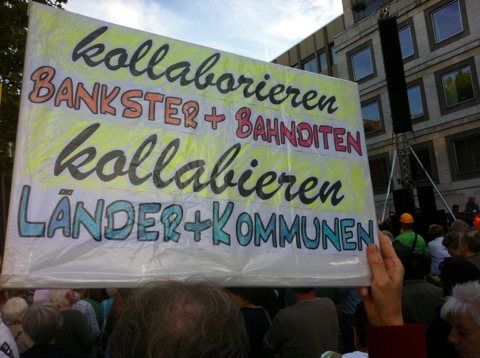 kollaborieren
BANKSTER + BAHNDITEN
kollabieren
LÄNDER + KOMMUNEN